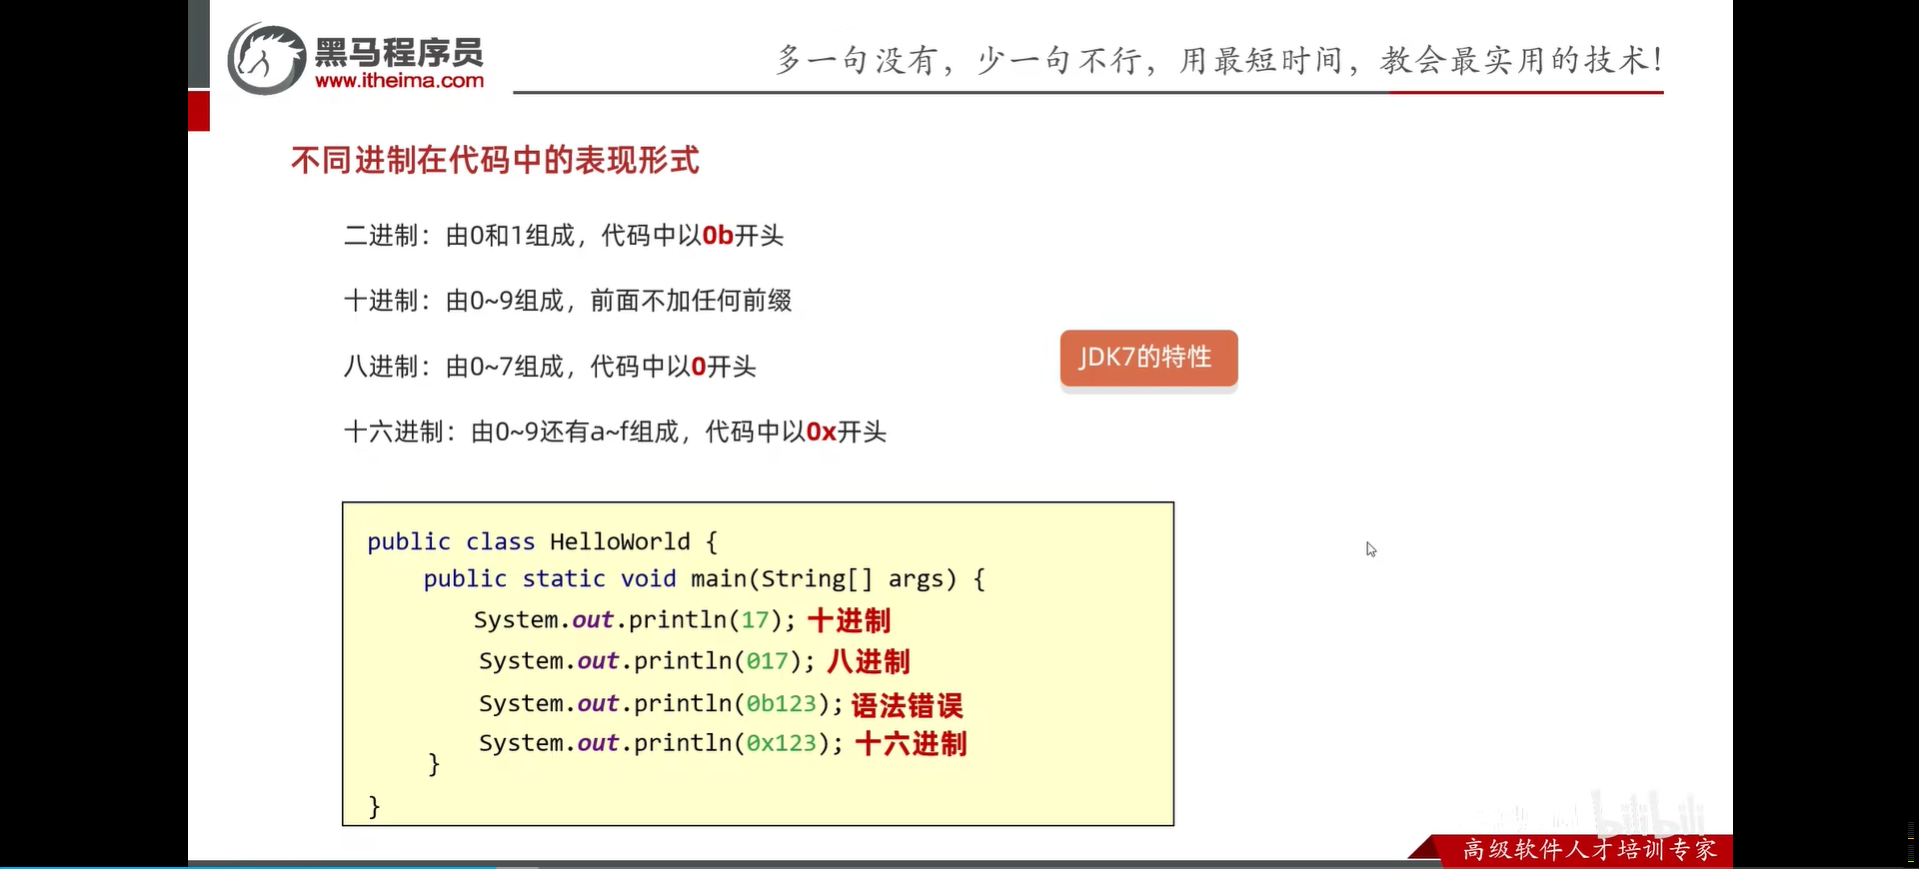 黑马程序员
www.itheima.com
多一句没有，少一句不行，用最短时间，教会最实用的技术！
不同进制在代码中的表现形式
二进制：由0和1组成，代码中以0b开头
十进制：由0~9组成，前面不加任何前缀
八进制：由0~7组成，代码中以0开头
十六进制：由0~9还有a~f组成，代码中以0x开头
JDK7的特性
public class HelloWorld {
public static void main(String[] args) {
System.out.println(17); 十进制
System.out.println(017); 八进制
System.out.println(0b123); 语法错误
System.out.println(0x123); 十六进制
}
}
bilibili
高级软件人才培训专家